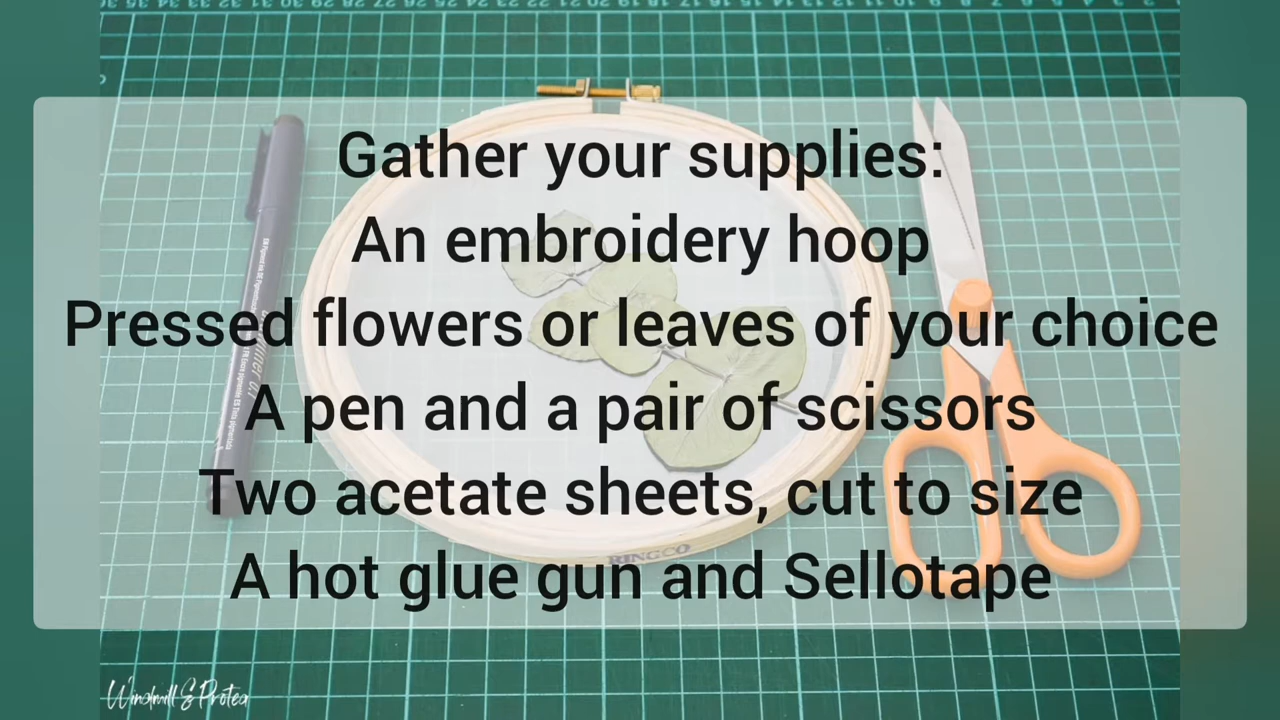 Gather your supplies:
An embroidery hoop
Pressed flowers or leaves of your choice
A pen and a pair of scissors
Two acetate sheets, cut to size
A hot glue gun and Sellotape
RINGCO
Windmill & Protea